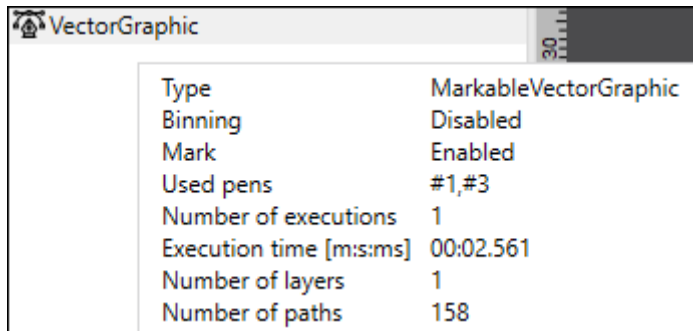 VectorGraphic
30
Type MarkableVectorGraphic
Binning Disabled
Mark Enabled
Used pens #1,#3
Number of executions 1
Execution time [m:s:ms] 00:02.561
Number of layers 1
Number of paths 158